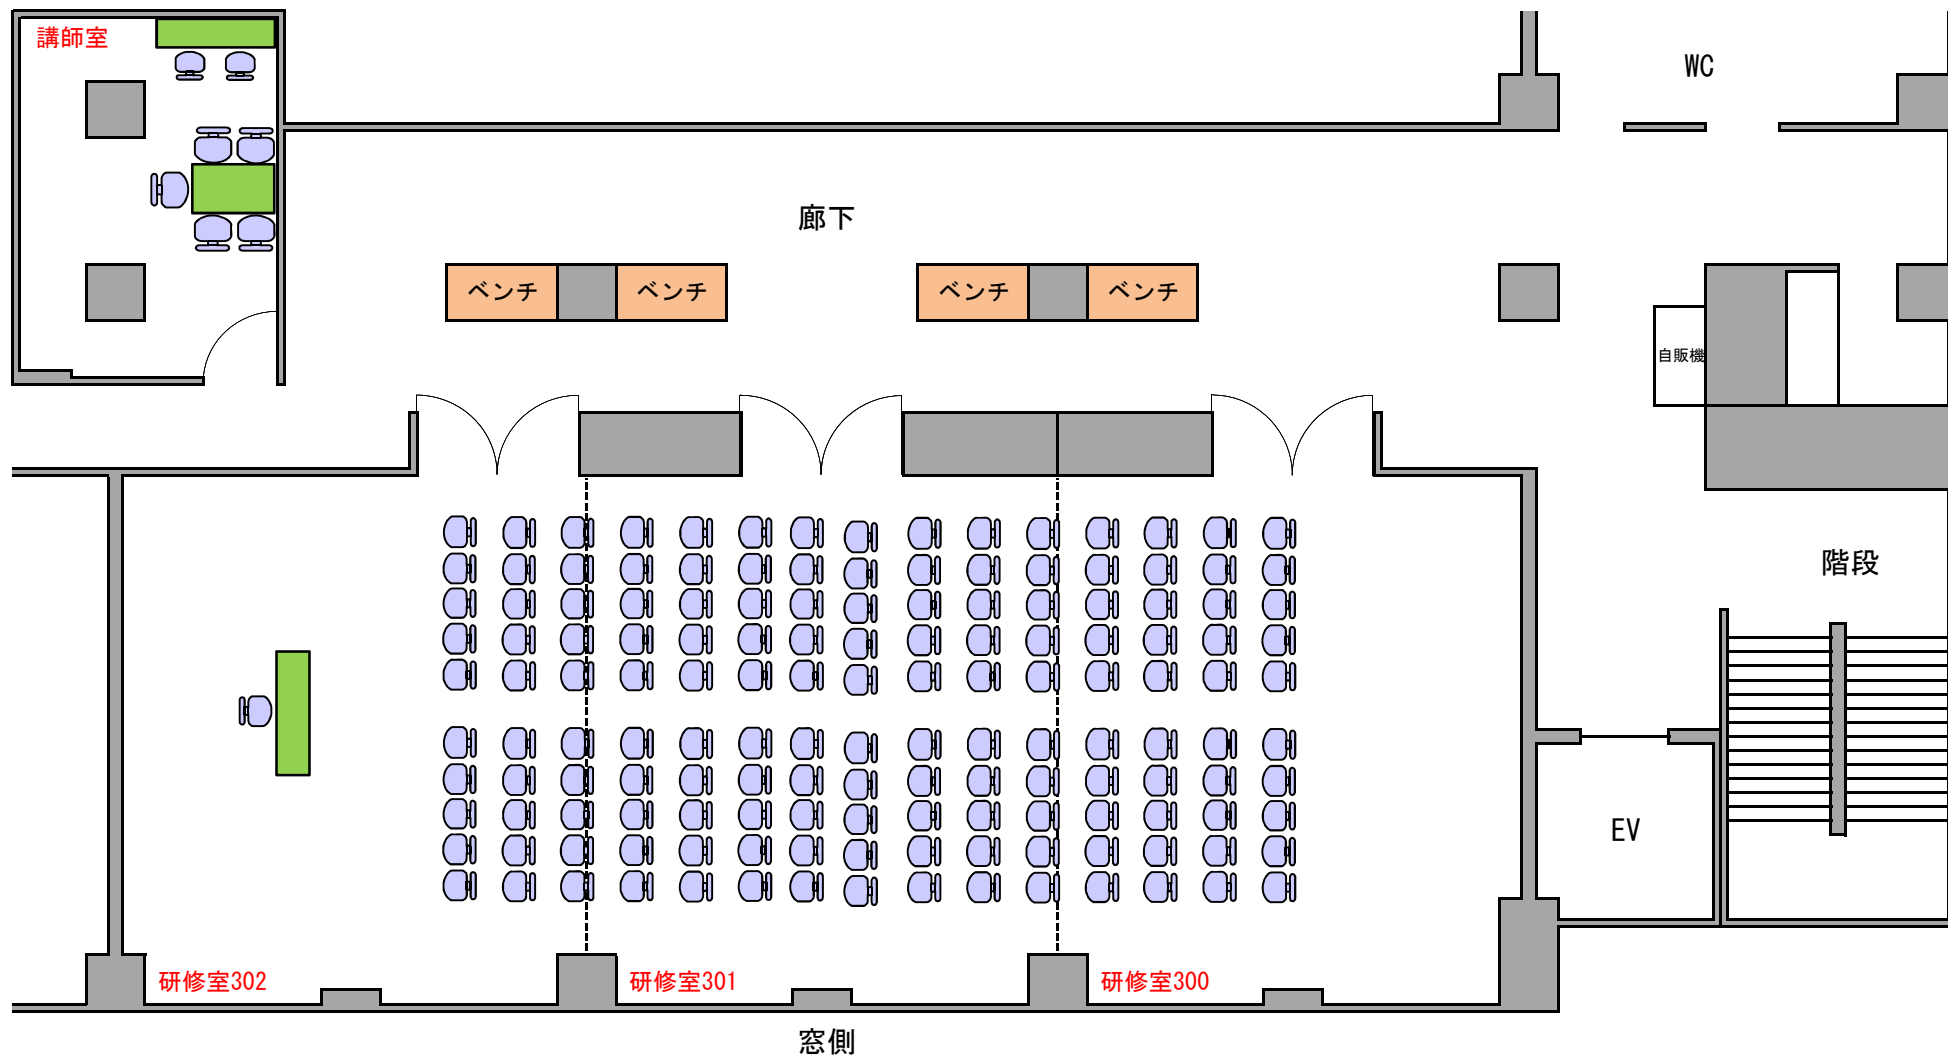 講師室
WC
廊下
ベンチ
ベンチ
ベンチ
ベンチ
自販機
階段
EV
研修室302
研修室301
研修室300
窓側